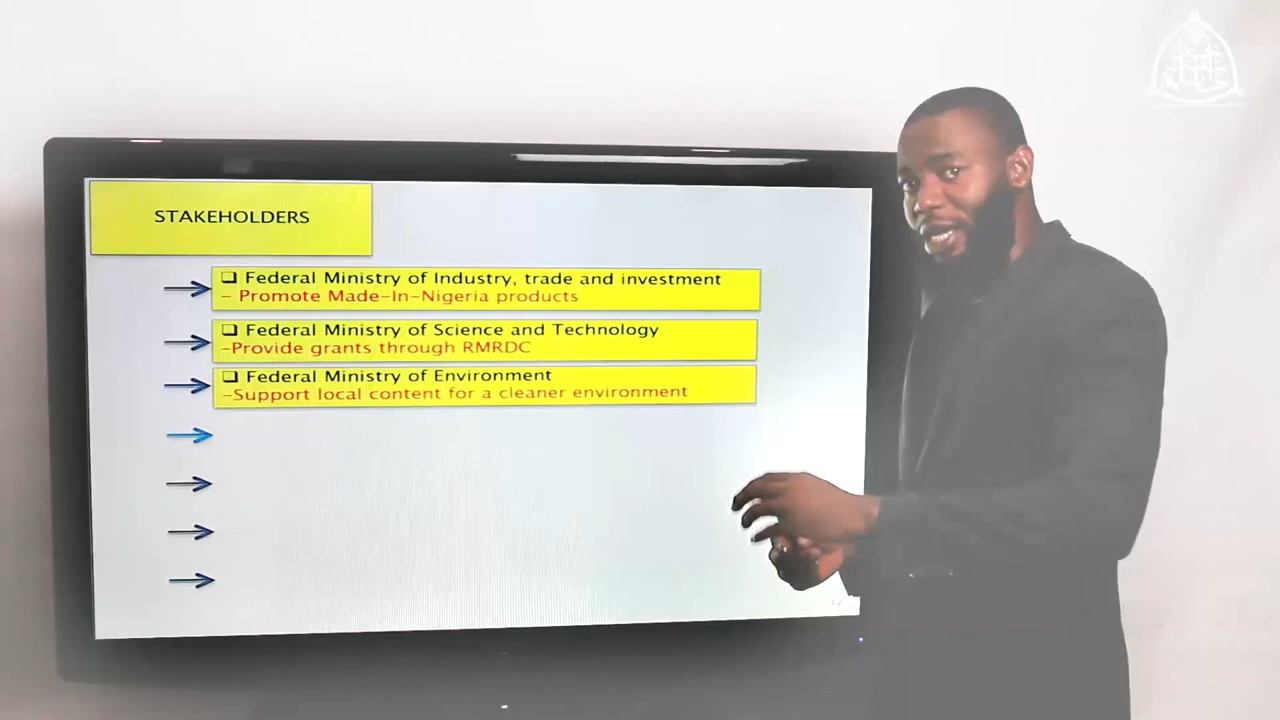 STAKEHOLDERS
❑ Federal Ministry of Industry, trade and investment
– Promote Made-In-Nigeria products
❑ Federal Ministry of Science and Technology
-Provide grants through RMRDC
❑ Federal Ministry of Environment
-Support local content for a cleaner environment
12